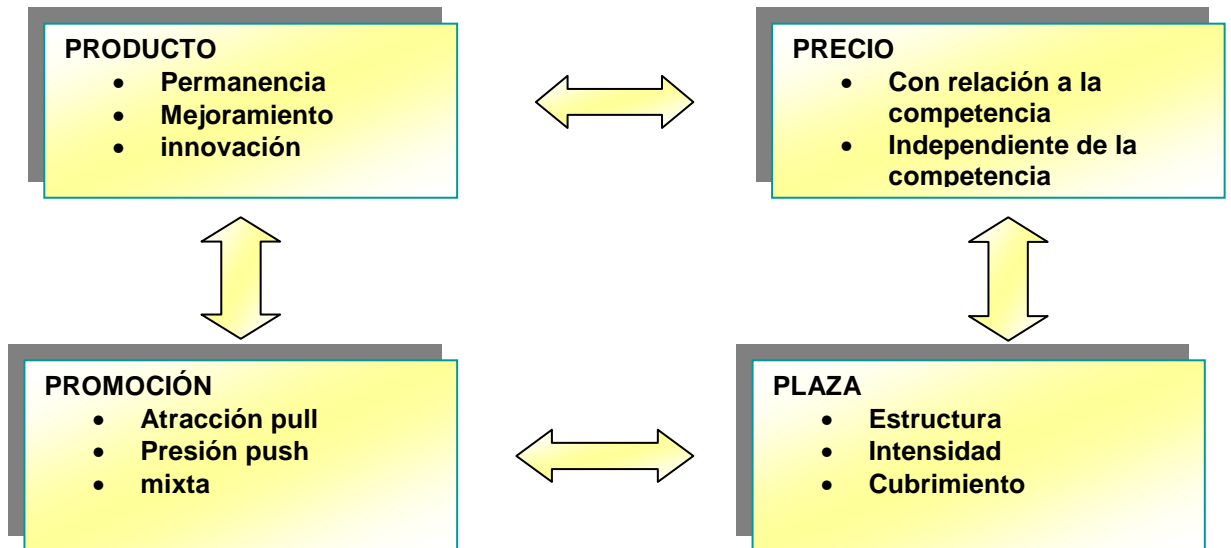 PRODUCTO
• Permanencia
• Mejoramiento
• innovación
PRECIO
• Con relación a la
competencia
• Independiente de la
competencia
PROMOCIÓN
• Atracción pull
• Presión push
• mixta
PLAZA
• Estructura
• Intensidad
• Cubrimiento